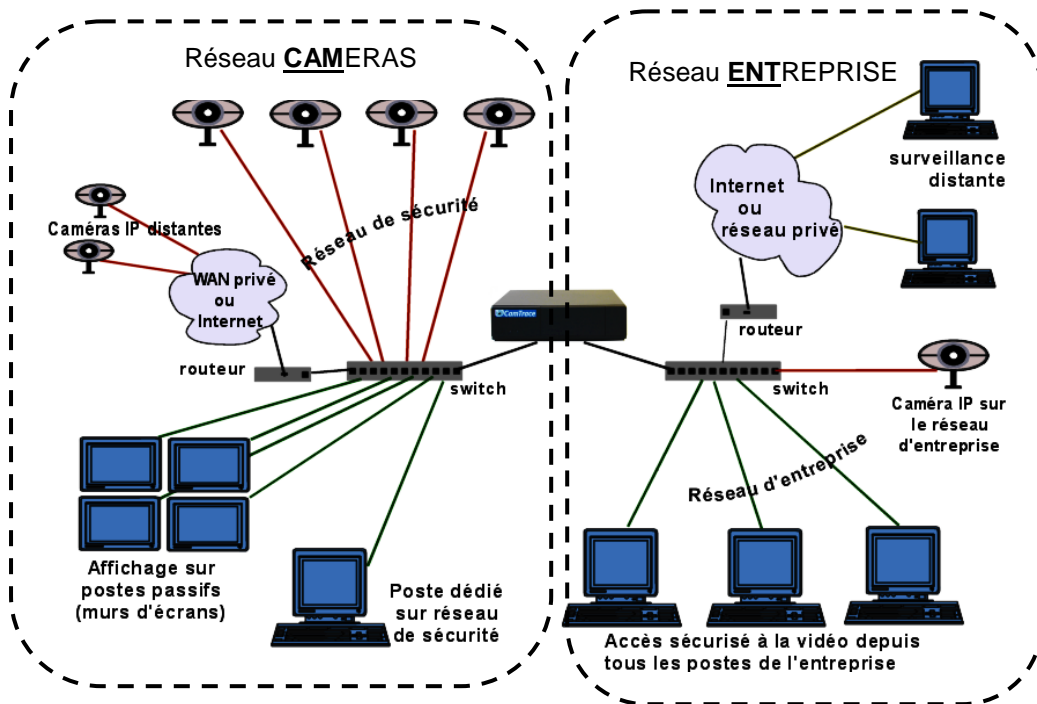 Réseau CAMERAS
Caméras IP distantes
Réseau de sécurité
WAN privé
ou
Internet
routeur
switch
Affichage sur
postes passifs
(murs d'écrans)
Poste dédié
sur réseau
de sécurité
CamTrace
Réseau ENTREPRISE
surveillance
distante
Internet
ou
réseau privé
routeur
switch
Caméra IP sur
le réseau
d'entreprise
Réseau d'entreprise
Accès sécurisé à la vidéo depuis
tous les postes de l'entreprise